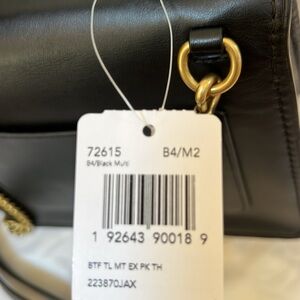 72615 B4/M2
B4/Black Multi
1 92643 90018 9
BTF TL MT EX PK TH
223870JAX